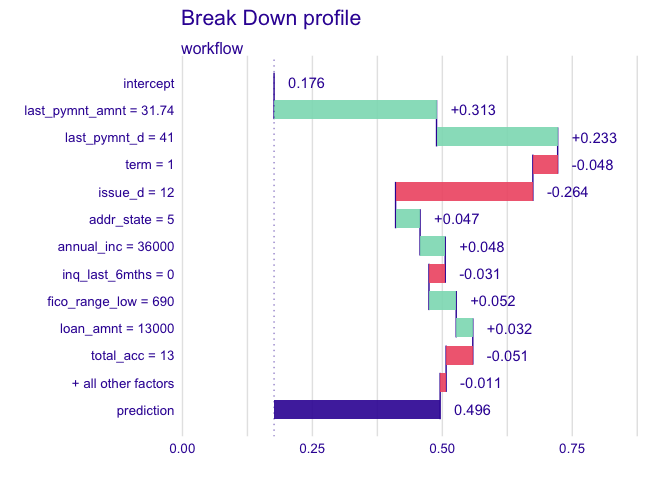 Break Down profile
workflow
intercept 0.176
last_pymnt_amnt = 31.74 +0.313
last_pymnt_d = 41 +0.233
term = 1 -0.048
issue_d = 12 -0.264
addr_state = 5 +0.047
annual_inc = 36000 +0.048
inq_last_6mths = 0 -0.031
fico_range_low = 690 +0.052
loan_amnt = 13000 +0.032
total_acc = 13 -0.051
+ all other factors -0.011
prediction 0.496
0.00 0.25 0.50 0.75